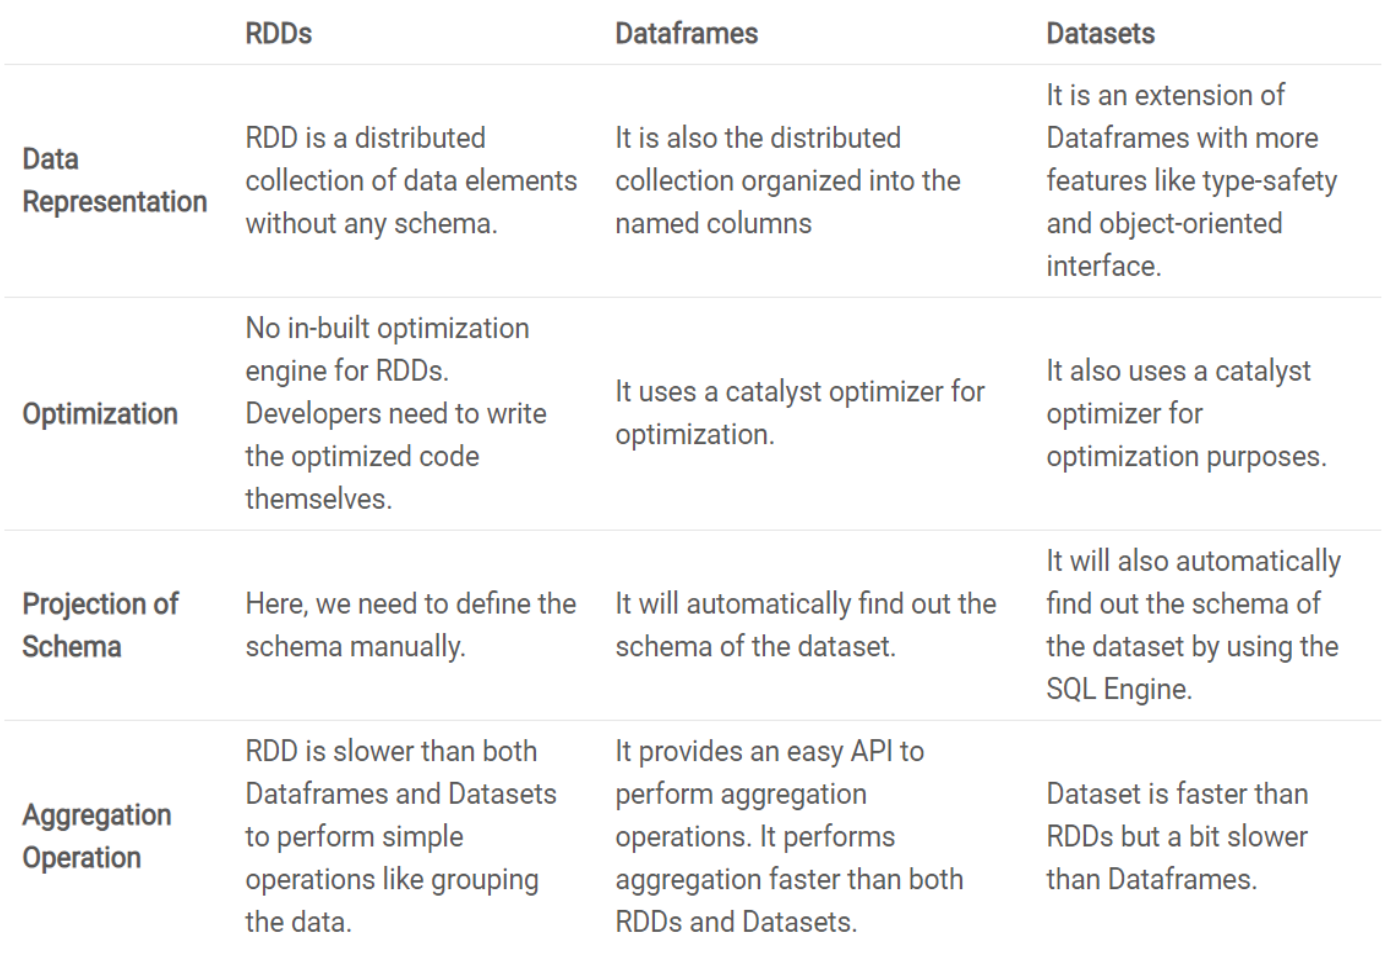 RDDs Dataframes Datasets
Data
Representation
RDD is a distributed
collection of data elements
without any schema.
It is also the distributed
collection organized into the
named columns
It is an extension of
Dataframes with more
features like type-safety
and object-oriented
interface.
Optimization
No in-built optimization
engine for RDDs.
Developers need to write
the optimized code
themselves.
It uses a catalyst optimizer for
optimization.
It also uses a catalyst
optimizer for
optimization purposes.
Projection of
Schema
Here, we need to define the
schema manually.
It will automatically find out the
schema of the dataset.
It will also automatically
find out the schema of
the dataset by using the
SQL Engine.
Aggregation
Operation
RDD is slower than both
Dataframes and Datasets
to perform simple
operations like grouping
the data.
It provides an easy API to
perform aggregation
operations. It performs
aggregation faster than both
RDDs and Datasets.
Dataset is faster than
RDDs but a bit slower
than Dataframes.